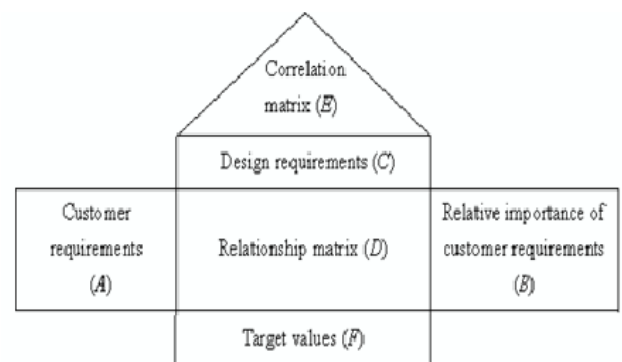 Correlation
matrix (E)
Design requirements (C)
Customer
requirements
(A)
Relationship matrix (D)
Relative importance of
customer requirements
(B)
Target values (F)